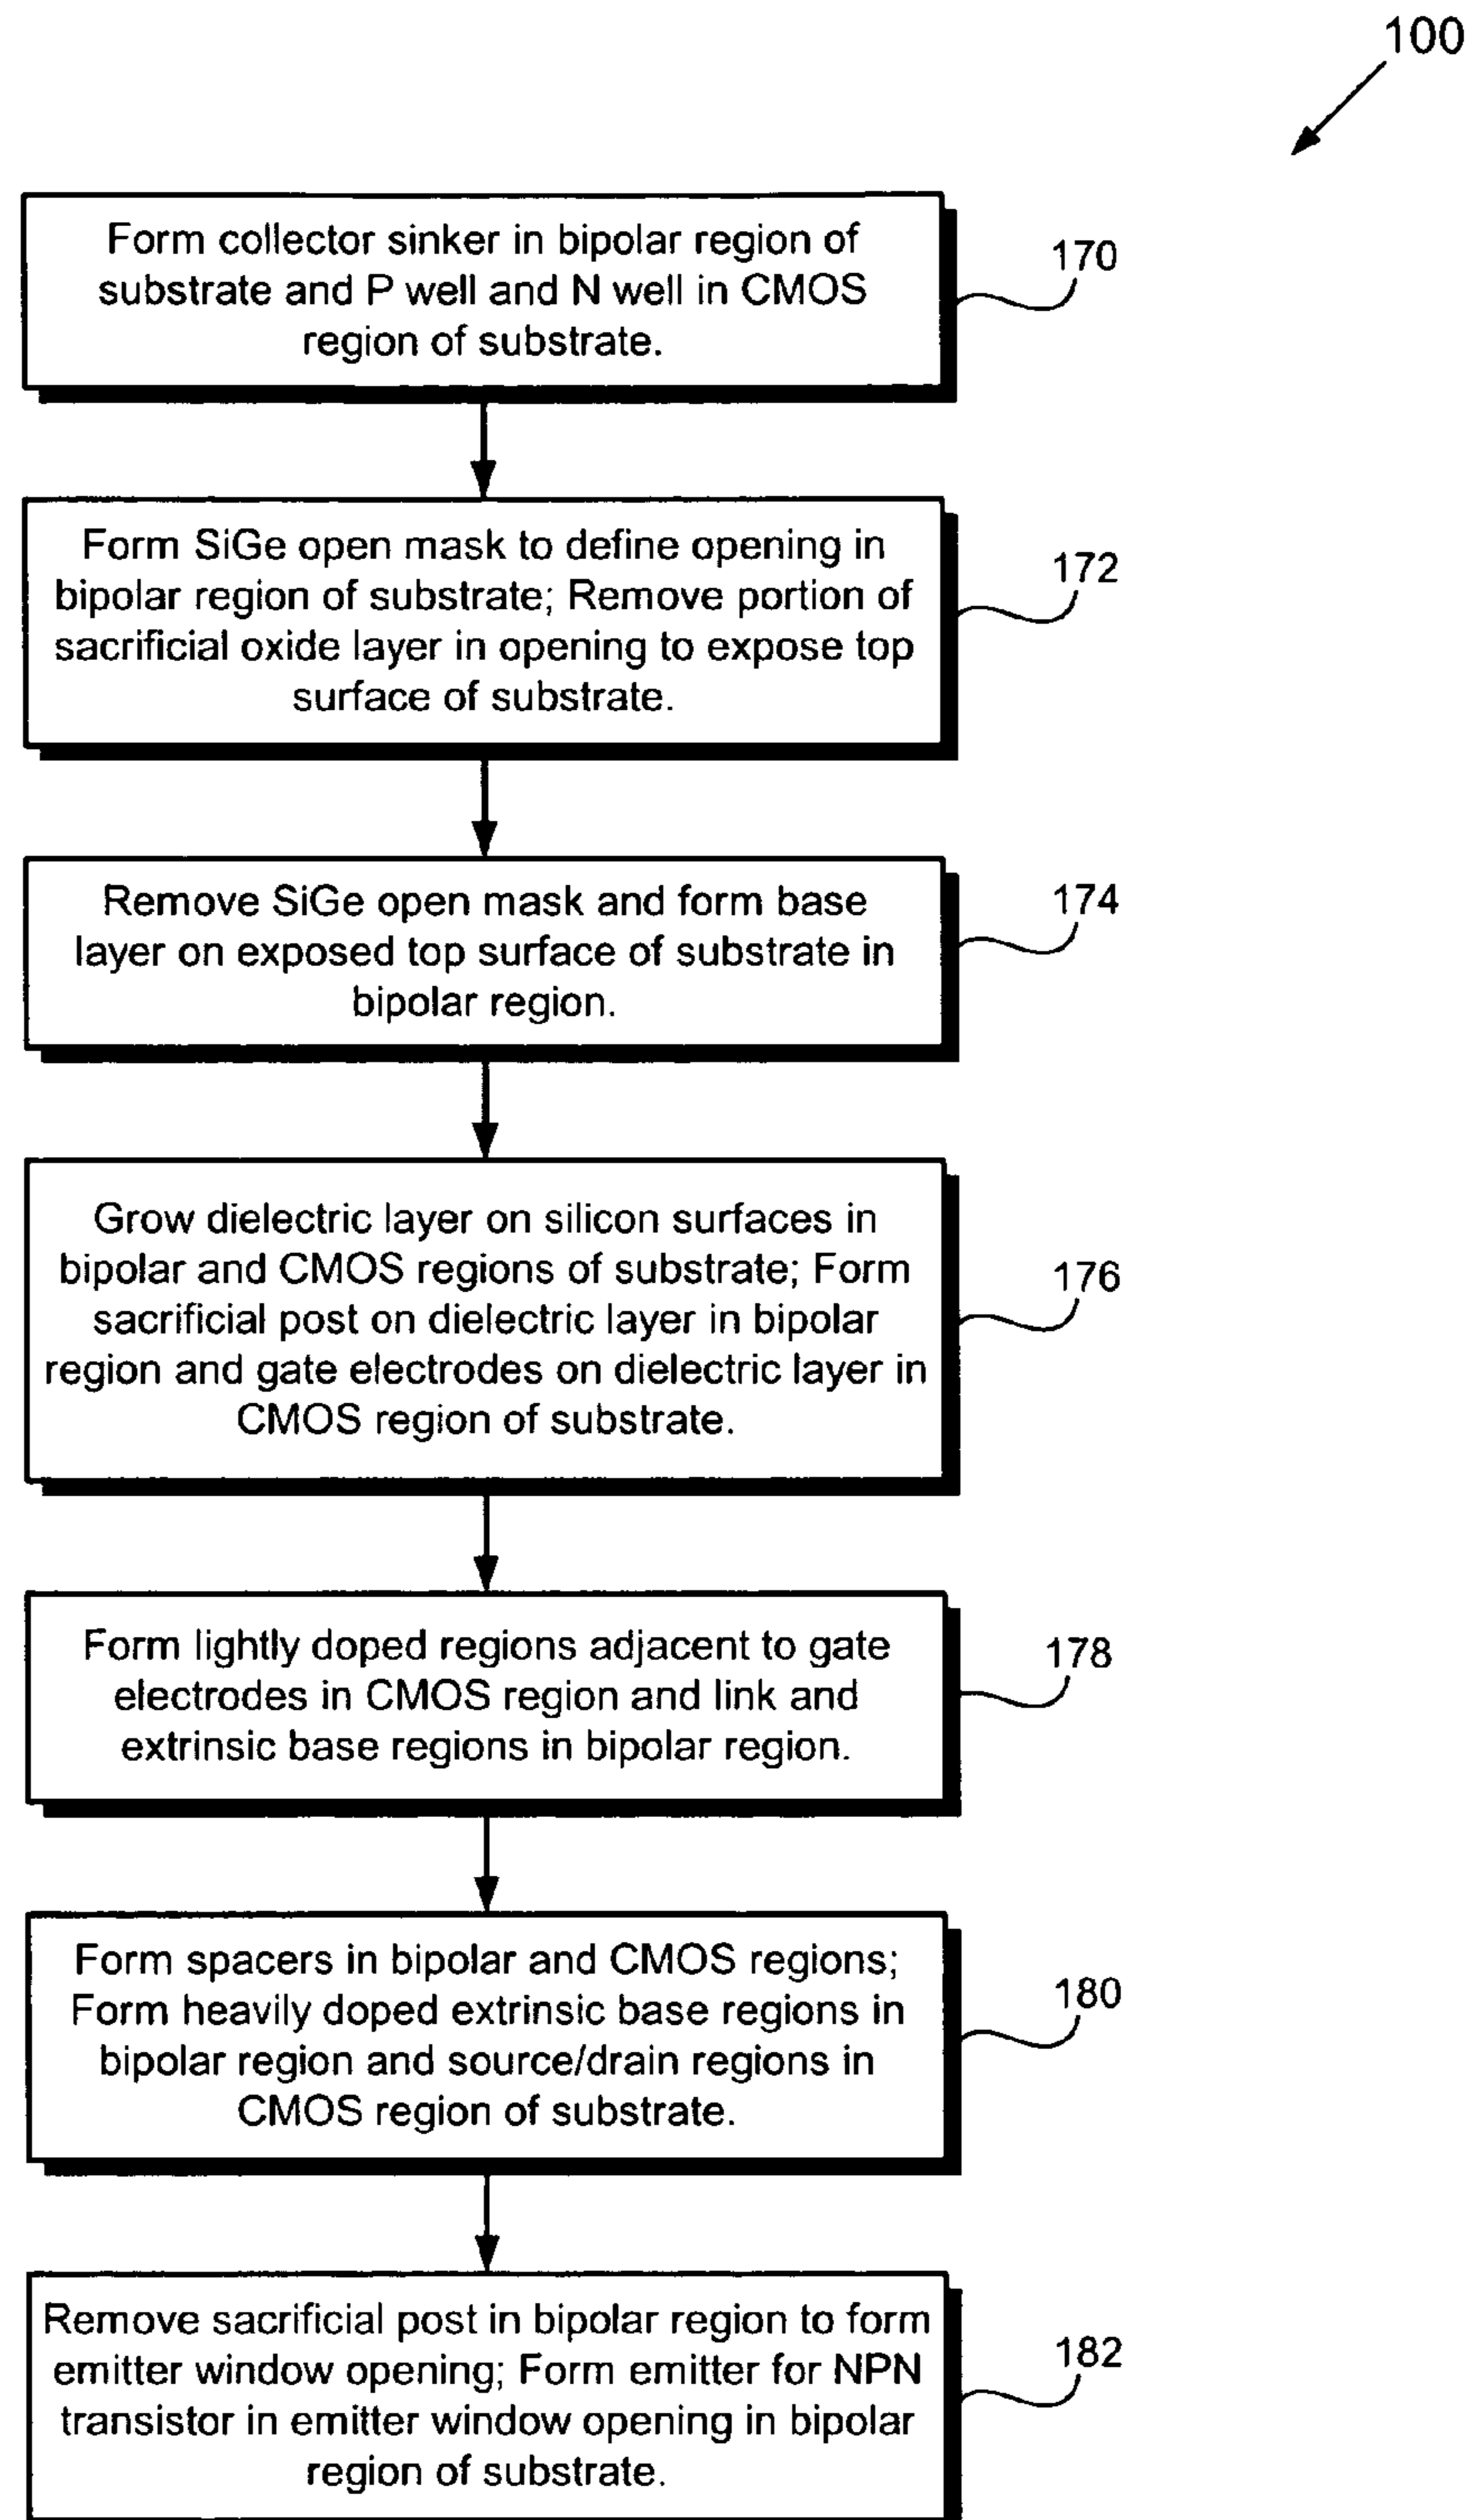 100
Form collector sinker in bipolar region of
substrate and P well and N well in CMOS
region of substrate.
170
Form SiGe open mask to define opening in
bipolar region of substrate; Remove portion of
sacrificial oxide layer in opening to expose top
surface of substrate.
172
Remove SiGe open mask and form base
layer on exposed top surface of substrate in
bipolar region.
174
Grow dielectric layer on silicon surfaces in
bipolar and CMOS regions of substrate; Form
sacrificial post on dielectric layer in bipolar
region and gate electrodes on dielectric layer in
CMOS region of substrate.
176
Form lightly doped regions adjacent to gate
electrodes in CMOS region and link and
extrinsic base regions in bipolar region.
178
Form spacers in bipolar and CMOS regions;
Form heavily doped extrinsic base regions in
bipolar region and source/drain regions in
CMOS region of substrate.
180
Remove sacrificial post in bipolar region to form
emitter window opening; Form emitter for NPN
transistor in emitter window opening in bipolar
region of substrate.
182